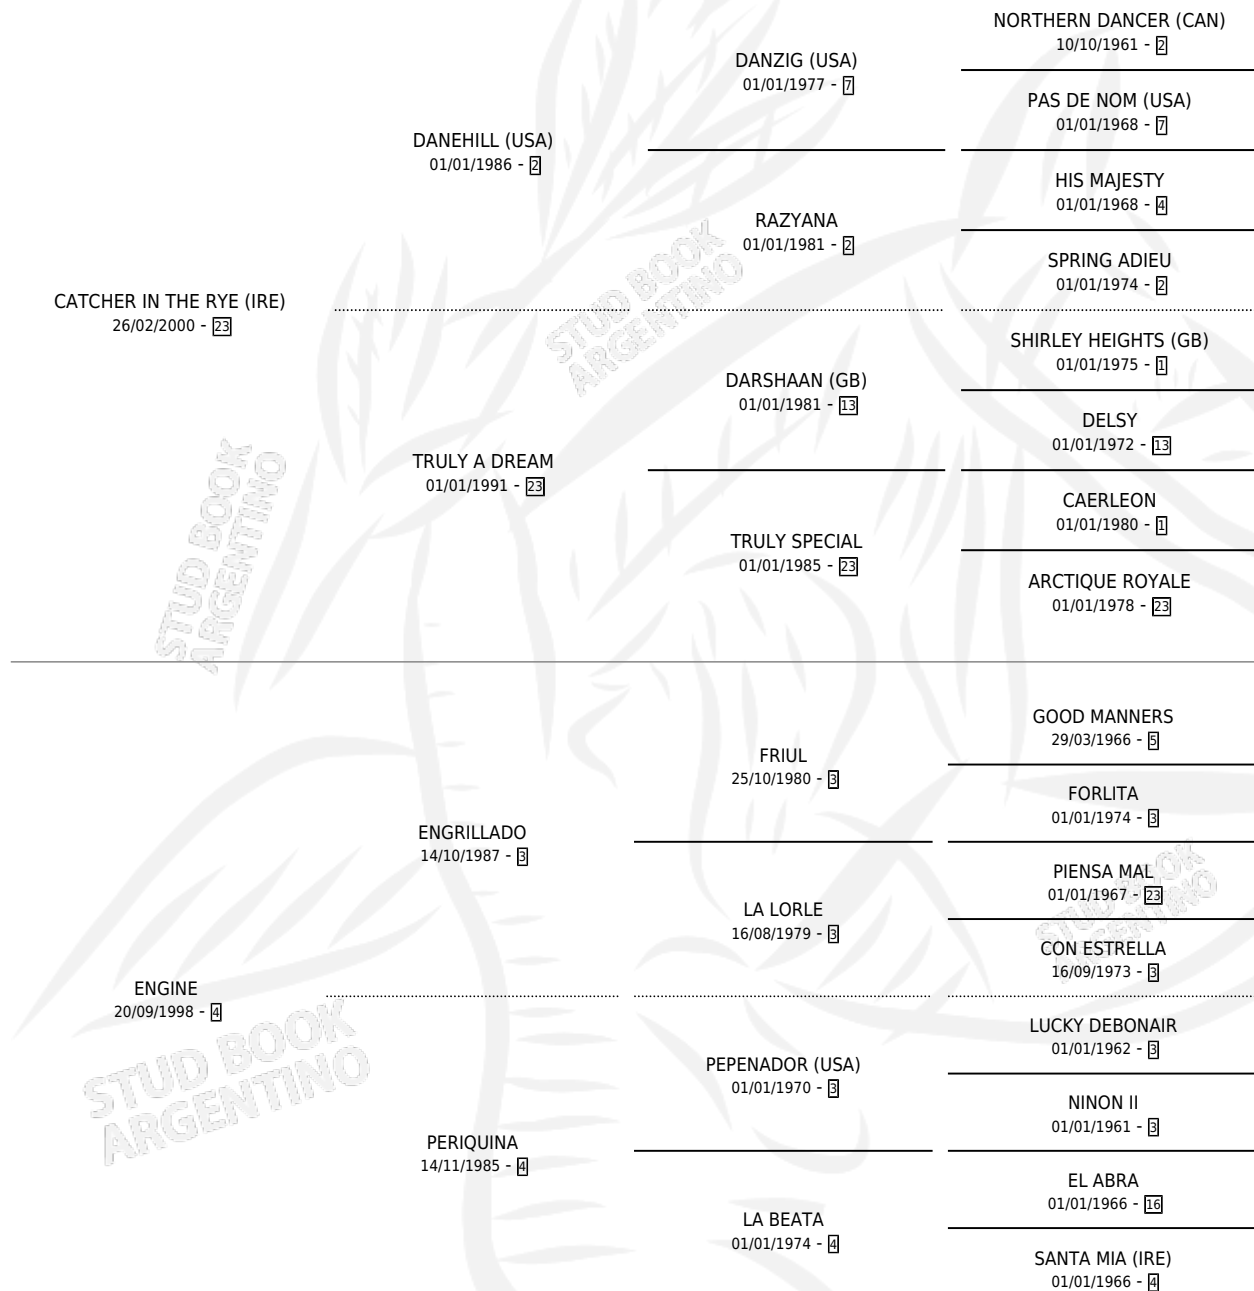 NORTHERN DANCER (CAN)
10/10/1961 - 2
DANZIG (USA)
01/01/1977 - 7
PAS DE NOM (USA)
01/01/1968 - 7
DANEHILL (USA)
01/01/1986 - 2
HIS MAJESTY
01/01/1968 - 4
RAZYANA
01/01/1981 - 2
SPRING ADIEU
01/01/1974 - 2
CATCHER IN THE RYE (IRE)
26/02/2000 - 23
STUD BOOK
ARGENTINO
SHIRLEY HEIGHTS (GB)
01/01/1975 - 1
DARSHAAN (GB)
01/01/1981 - 13
DELSY
01/01/1972 - 13
TRULY A DREAM
01/01/1991 - 23
CAERLEON
01/01/1980 - 1
TRULY SPECIAL
01/01/1985 - 23
ARCTIQUE ROYALE
01/01/1978 - 23
STUD BOOK
ARGENTINO
GOOD MANNERS
29/03/1966 - 5
FRIUL
25/10/1980 - 3
FORLITA
01/01/1974 - 3
ENGRILLADO
14/10/1987 - 3
PIENSA MAL
01/01/1967 - 23
LA LORLE
16/08/1979 - 3
CON ESTRELLA
16/09/1973 - 3
STUD BOOK
ARGENTINO
ENGINE
20/09/1998 - 4
STUD BOOK
ARGENTINO
LUCKY DEBONAIR
01/01/1962 - 3
PEPENADOR (USA)
01/01/1970 - 3
NINON II
01/01/1961 - 3
PERIQUINA
14/11/1985 - 4
EL ABRA
01/01/1966 - 16
LA BEATA
01/01/1974 - 4
SANTA MIA (IRE)
01/01/1966 - 4